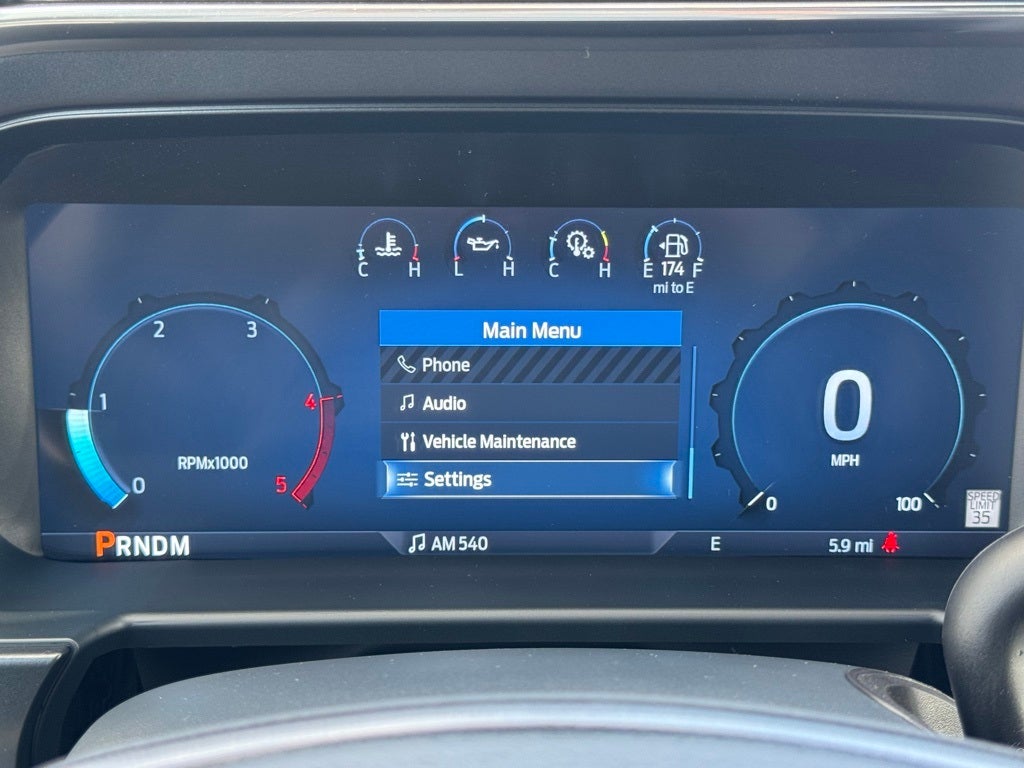 C H
L H
C H
E 174 F
mi to E
2 3
1 4
RPMx1000
0 5
Main Menu
Phone
Audio
Vehicle Maintenance
Settings
0
MPH
0 100
SPEED
LIMIT
35
PRNDM
AM 540
E
5.9 mi